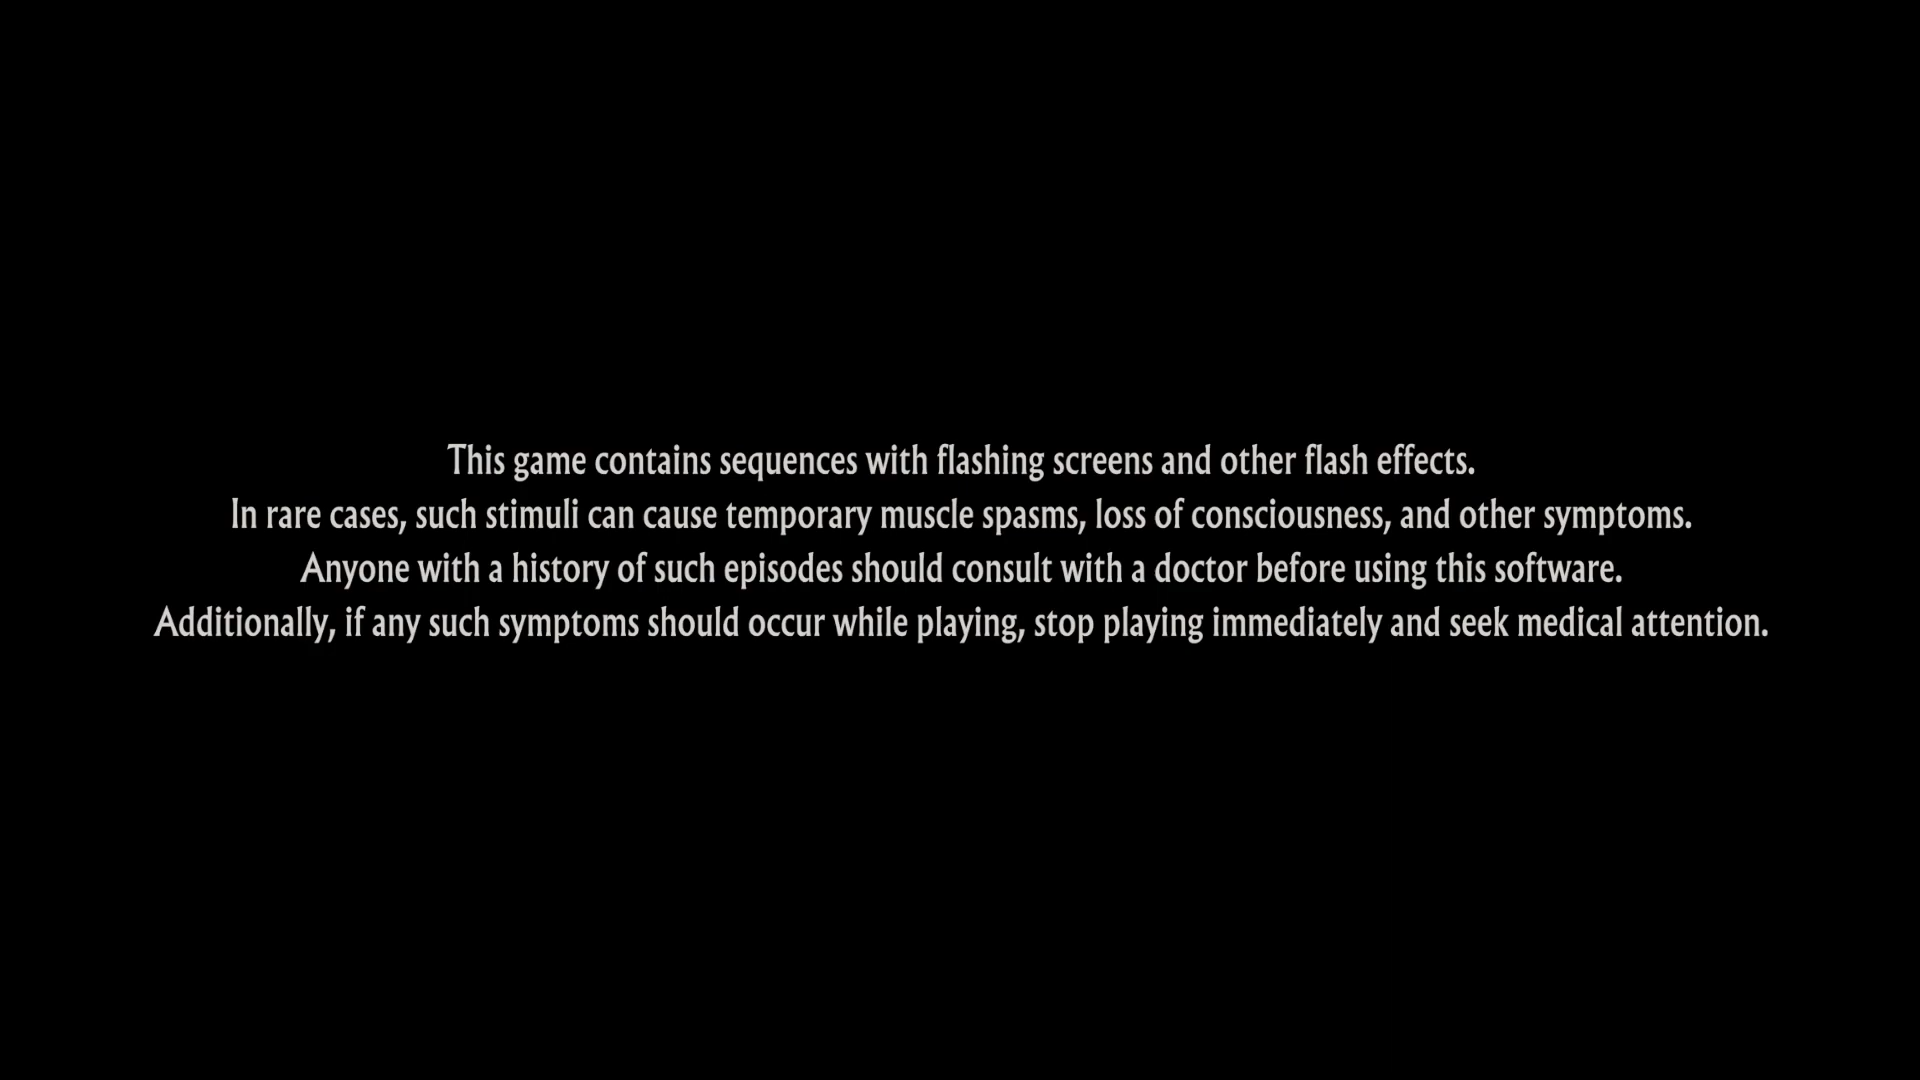 This game contains sequences with flashing screens and other flash effects.
In rare cases, such stimuli can cause temporary muscle spasms, loss of consciousness, and other symptoms.
Anyone with a history of such episodes should consult with a doctor before using this software.
Additionally, if any such symptoms should occur while playing, stop playing immediately and seek medical attention.